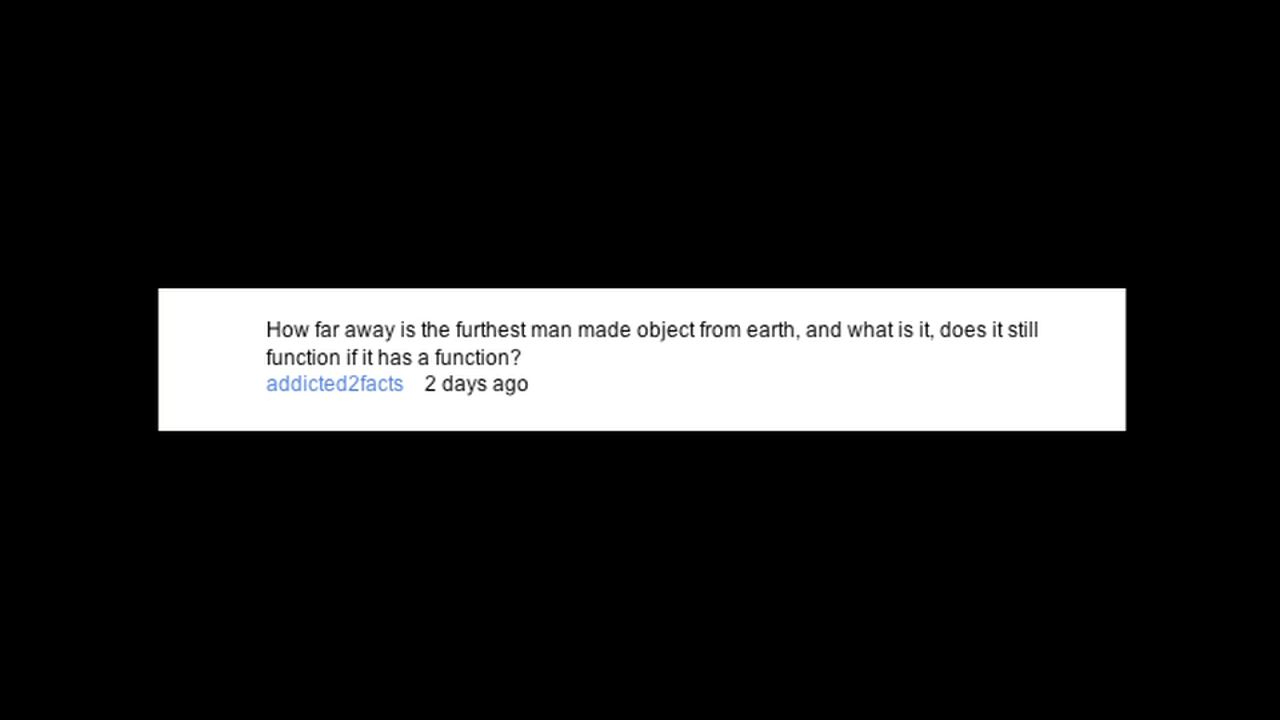 How far away is the furthest man made object from earth, and what is it, does it still
function if it has a function?
addicted2facts 2 days ago